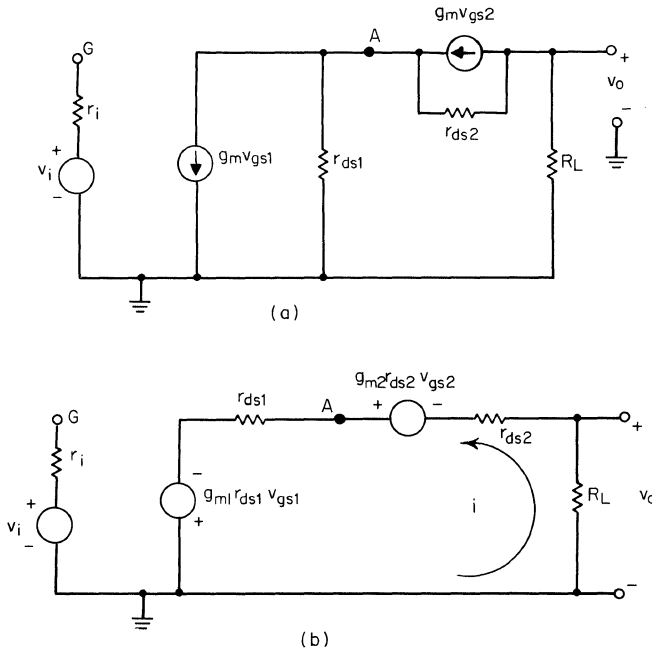 G
r_i
+
v_i
-
g_m v_gs1
r_ds1
A
g_m v_gs2
r_ds2
R_L
+
v_o
-
(a)
G
r_i
+
v_i
-
-
g_m1 r_ds1 v_gs1
+
r_ds1
A
g_m2 r_ds2 v_gs2
+ -
r_ds2
i
R_L
+
v_o
-
(b)